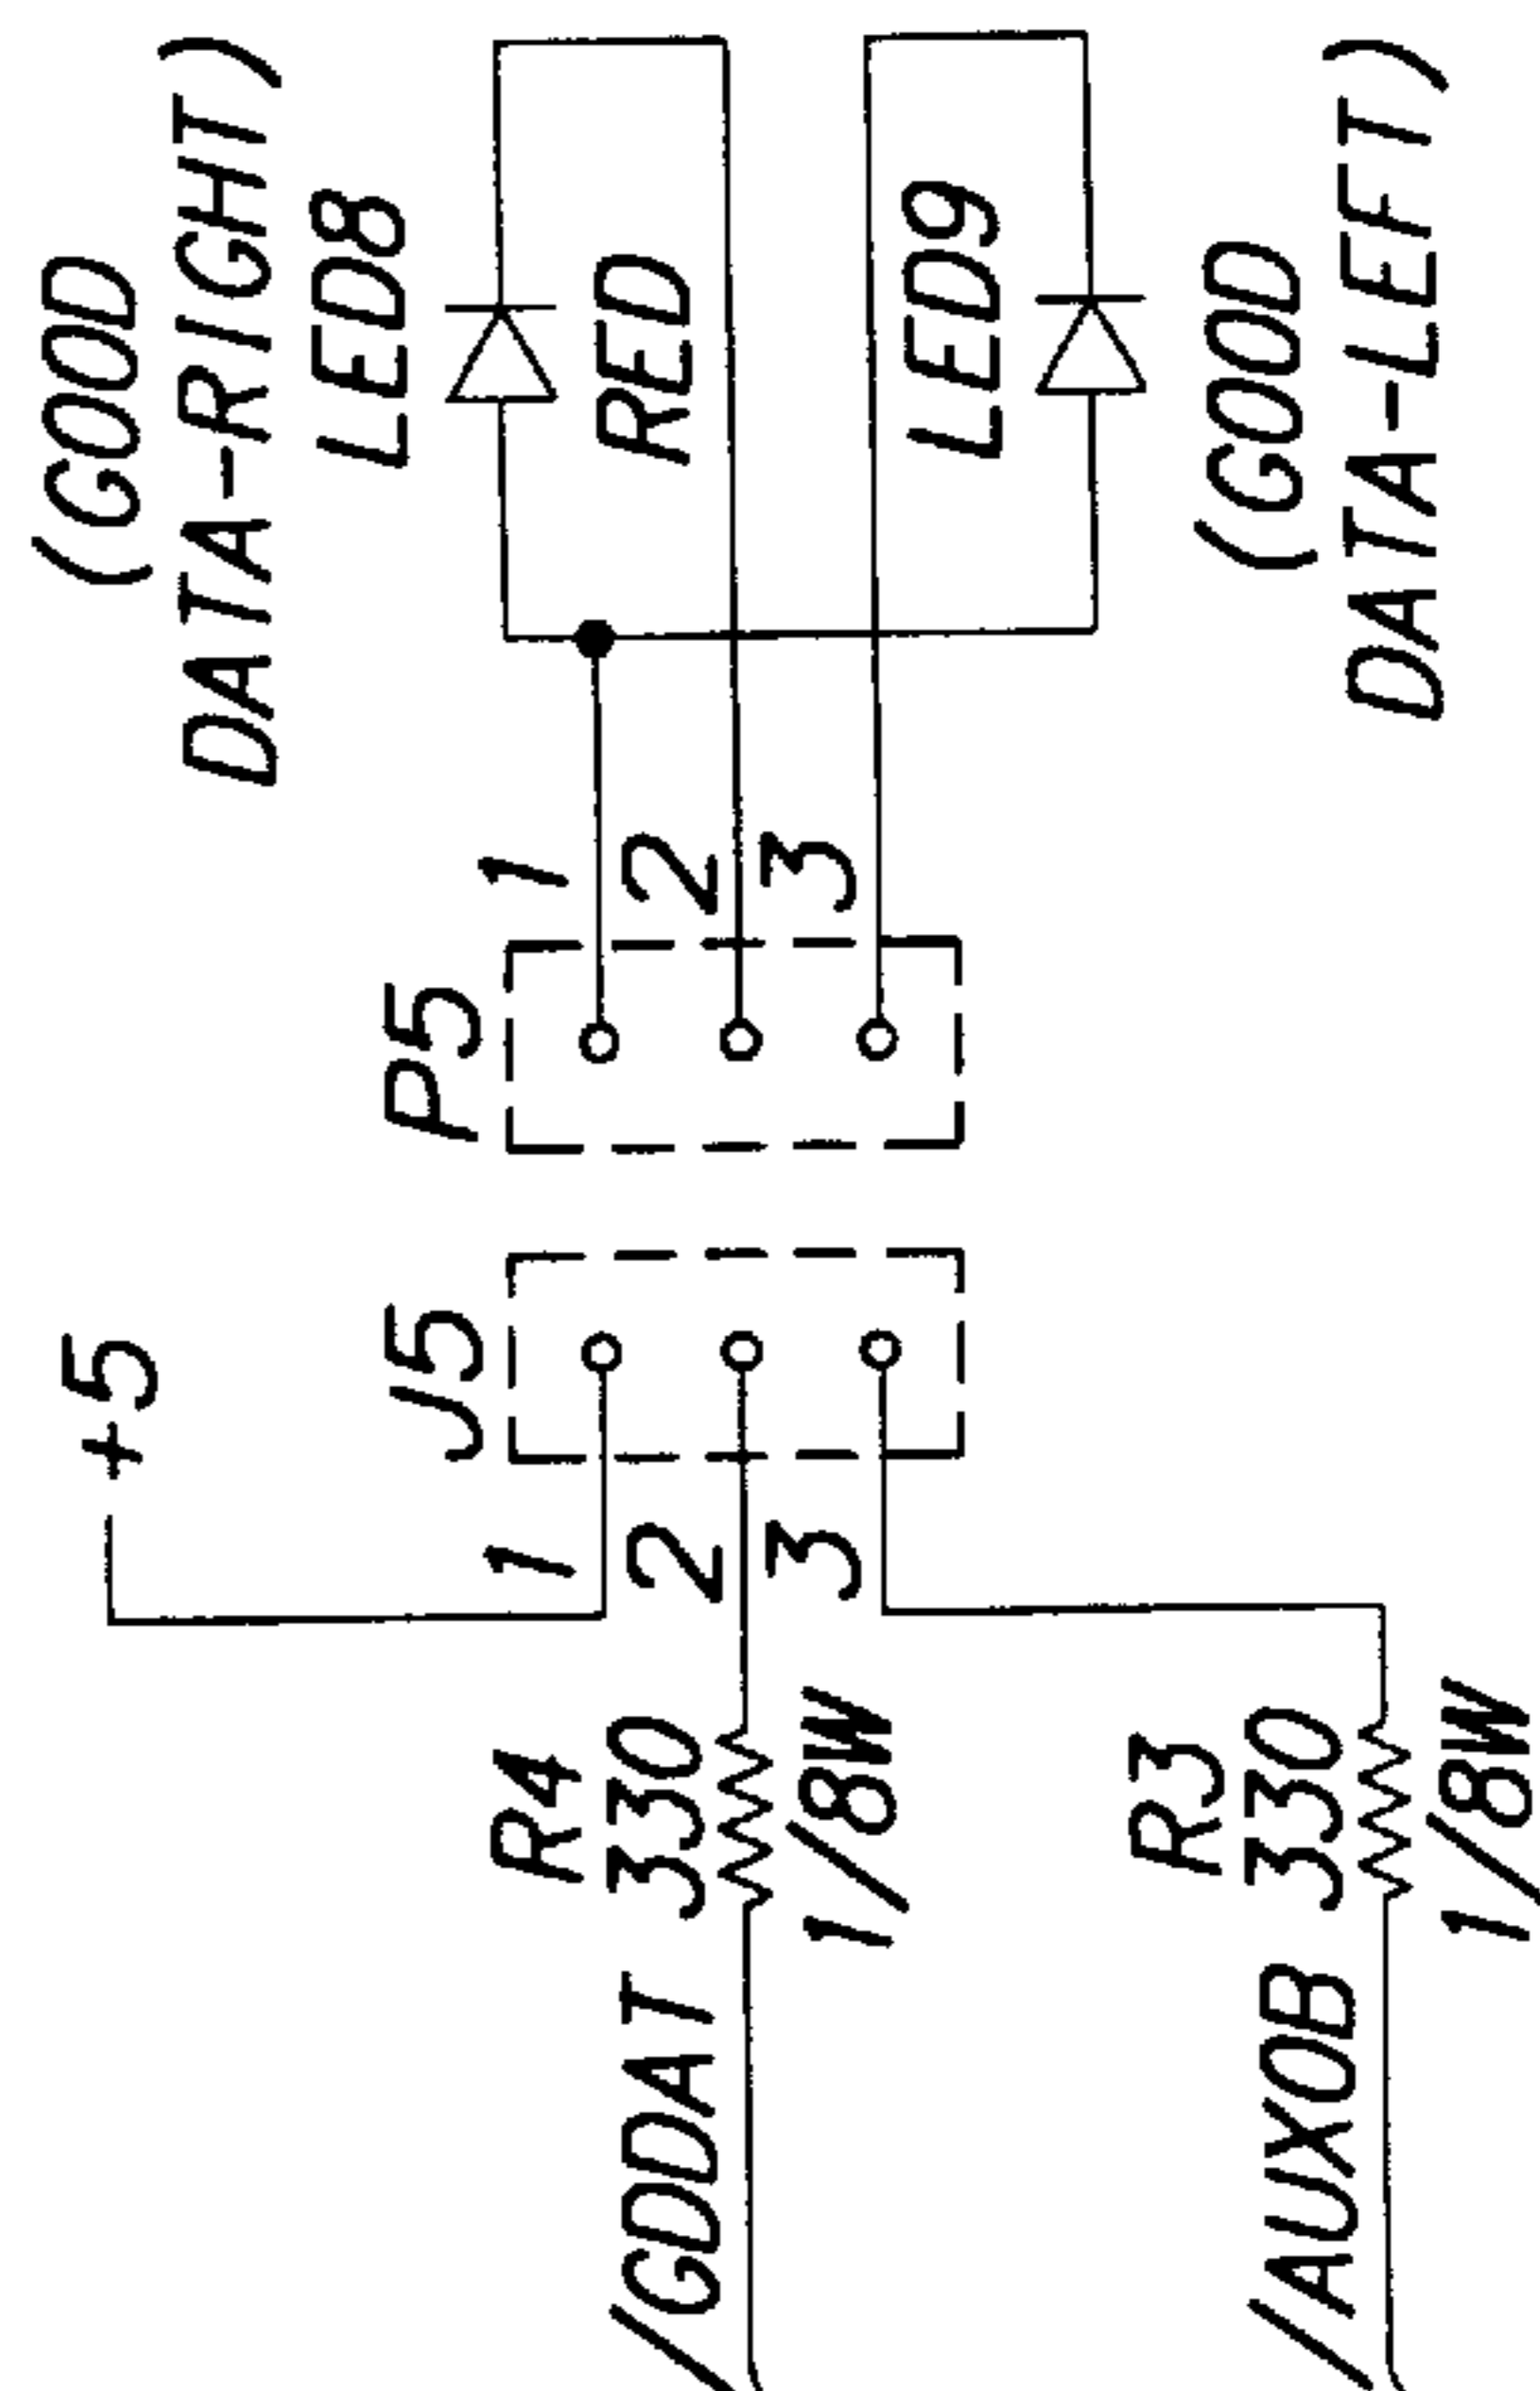 (GOOD
DATA-RIGHT)
LED8
RED
LED9
(GOOD
DATA-LEFT)
P5
1
2
3
+5
J5
1
2
3
R4
330
1/8W
/GDDAT
R3
330
1/8W
/AUXOB